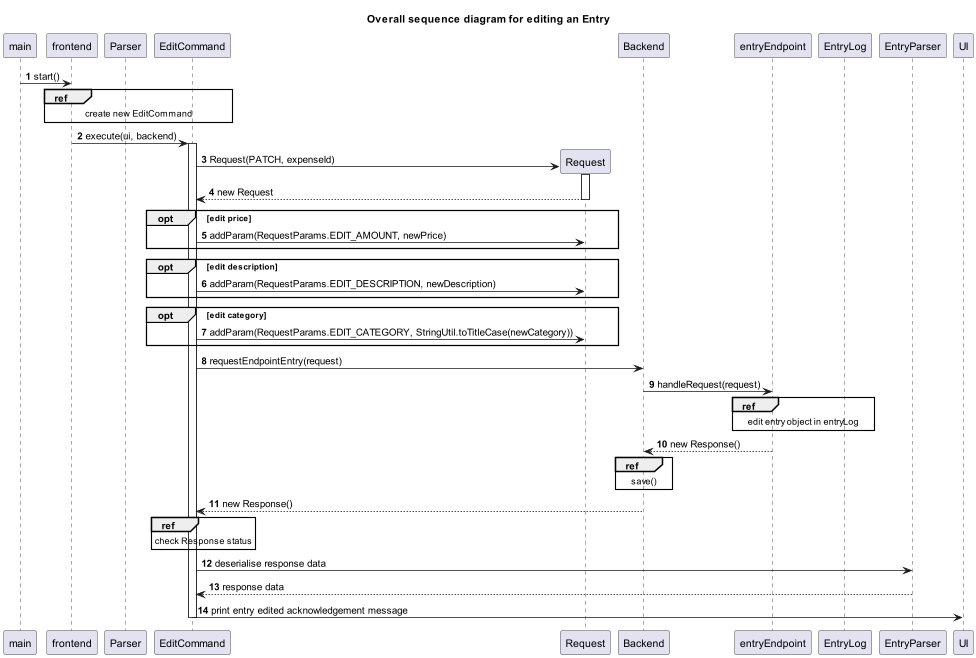 Overall sequence diagram for editing an Entry
main frontend Parser EditCommand Backend entryEndpoint EntryLog EntryParser UI
1 start()
ref
create new EditCommand
2 execute(ui, backend)
3 Request(PATCH, expenseId)
Request
4 new Request
opt [edit price]
5 addParam(RequestParams.EDIT_AMOUNT, newPrice)
opt [edit description]
6 addParam(RequestParams.EDIT_DESCRIPTION, newDescription)
opt [edit category]
7 addParam(RequestParams.EDIT_CATEGORY, StringUtil.toTitleCase(newCategory))
8 requestEndpointEntry(request)
9 handleRequest(request)
ref
edit entry object in entryLog
10 new Response()
ref
save()
11 new Response()
ref
check Response status
12 deserialise response data
13 response data
14 print entry edited acknowledgement message
main frontend Parser EditCommand Request Backend entryEndpoint EntryLog EntryParser UI